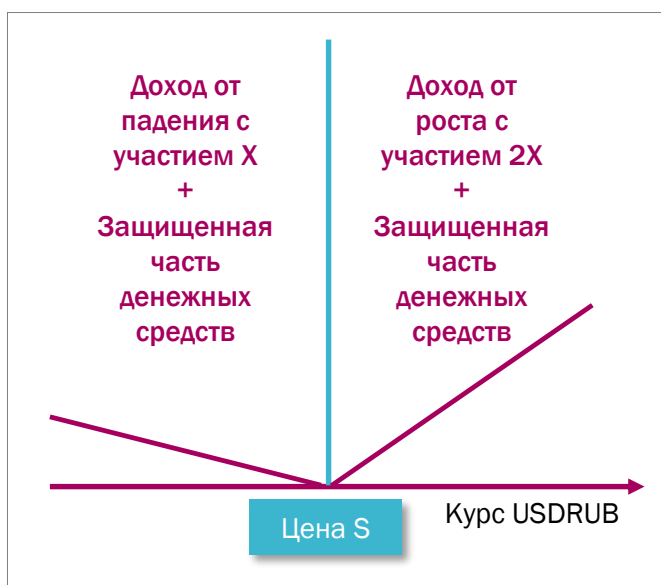 Доход от
падения с
участием X
+
Защищенная
часть
денежных
средств
Доход от
роста с
участием 2X
+
Защищенная
часть
денежных
средств
Цена S
Курс USDRUB